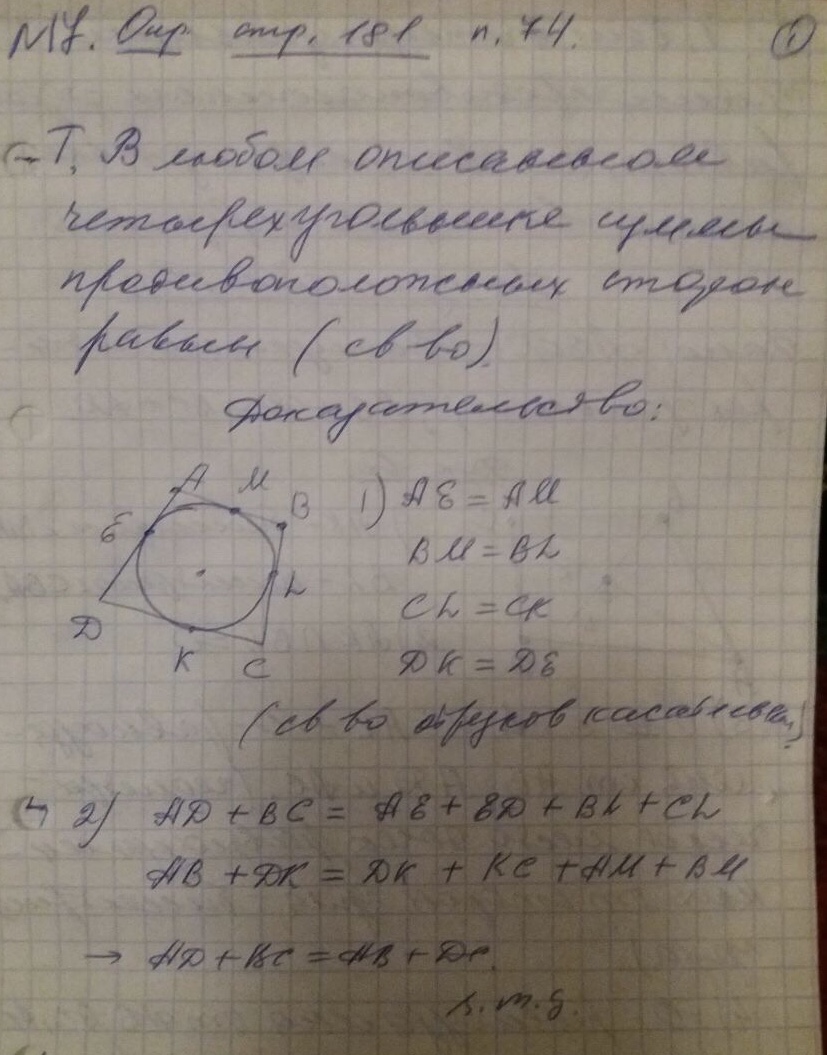 М7. Опр стр. 181 п. 74. 1
Т. В любом описанном
четырехугольнике суммы
противоположных сторон
равны (св во).
Доказательство:
A M B
E L
D K C
1) AE = AM
BM = BL
CL = CK
DK = DE
(св во отрезков касательных)
2) AD + BC = AE + ED + BL + CL
AB + DK = DK + KC + AM + BM
→ AD + BC = AB + DC.
ч.т.д.